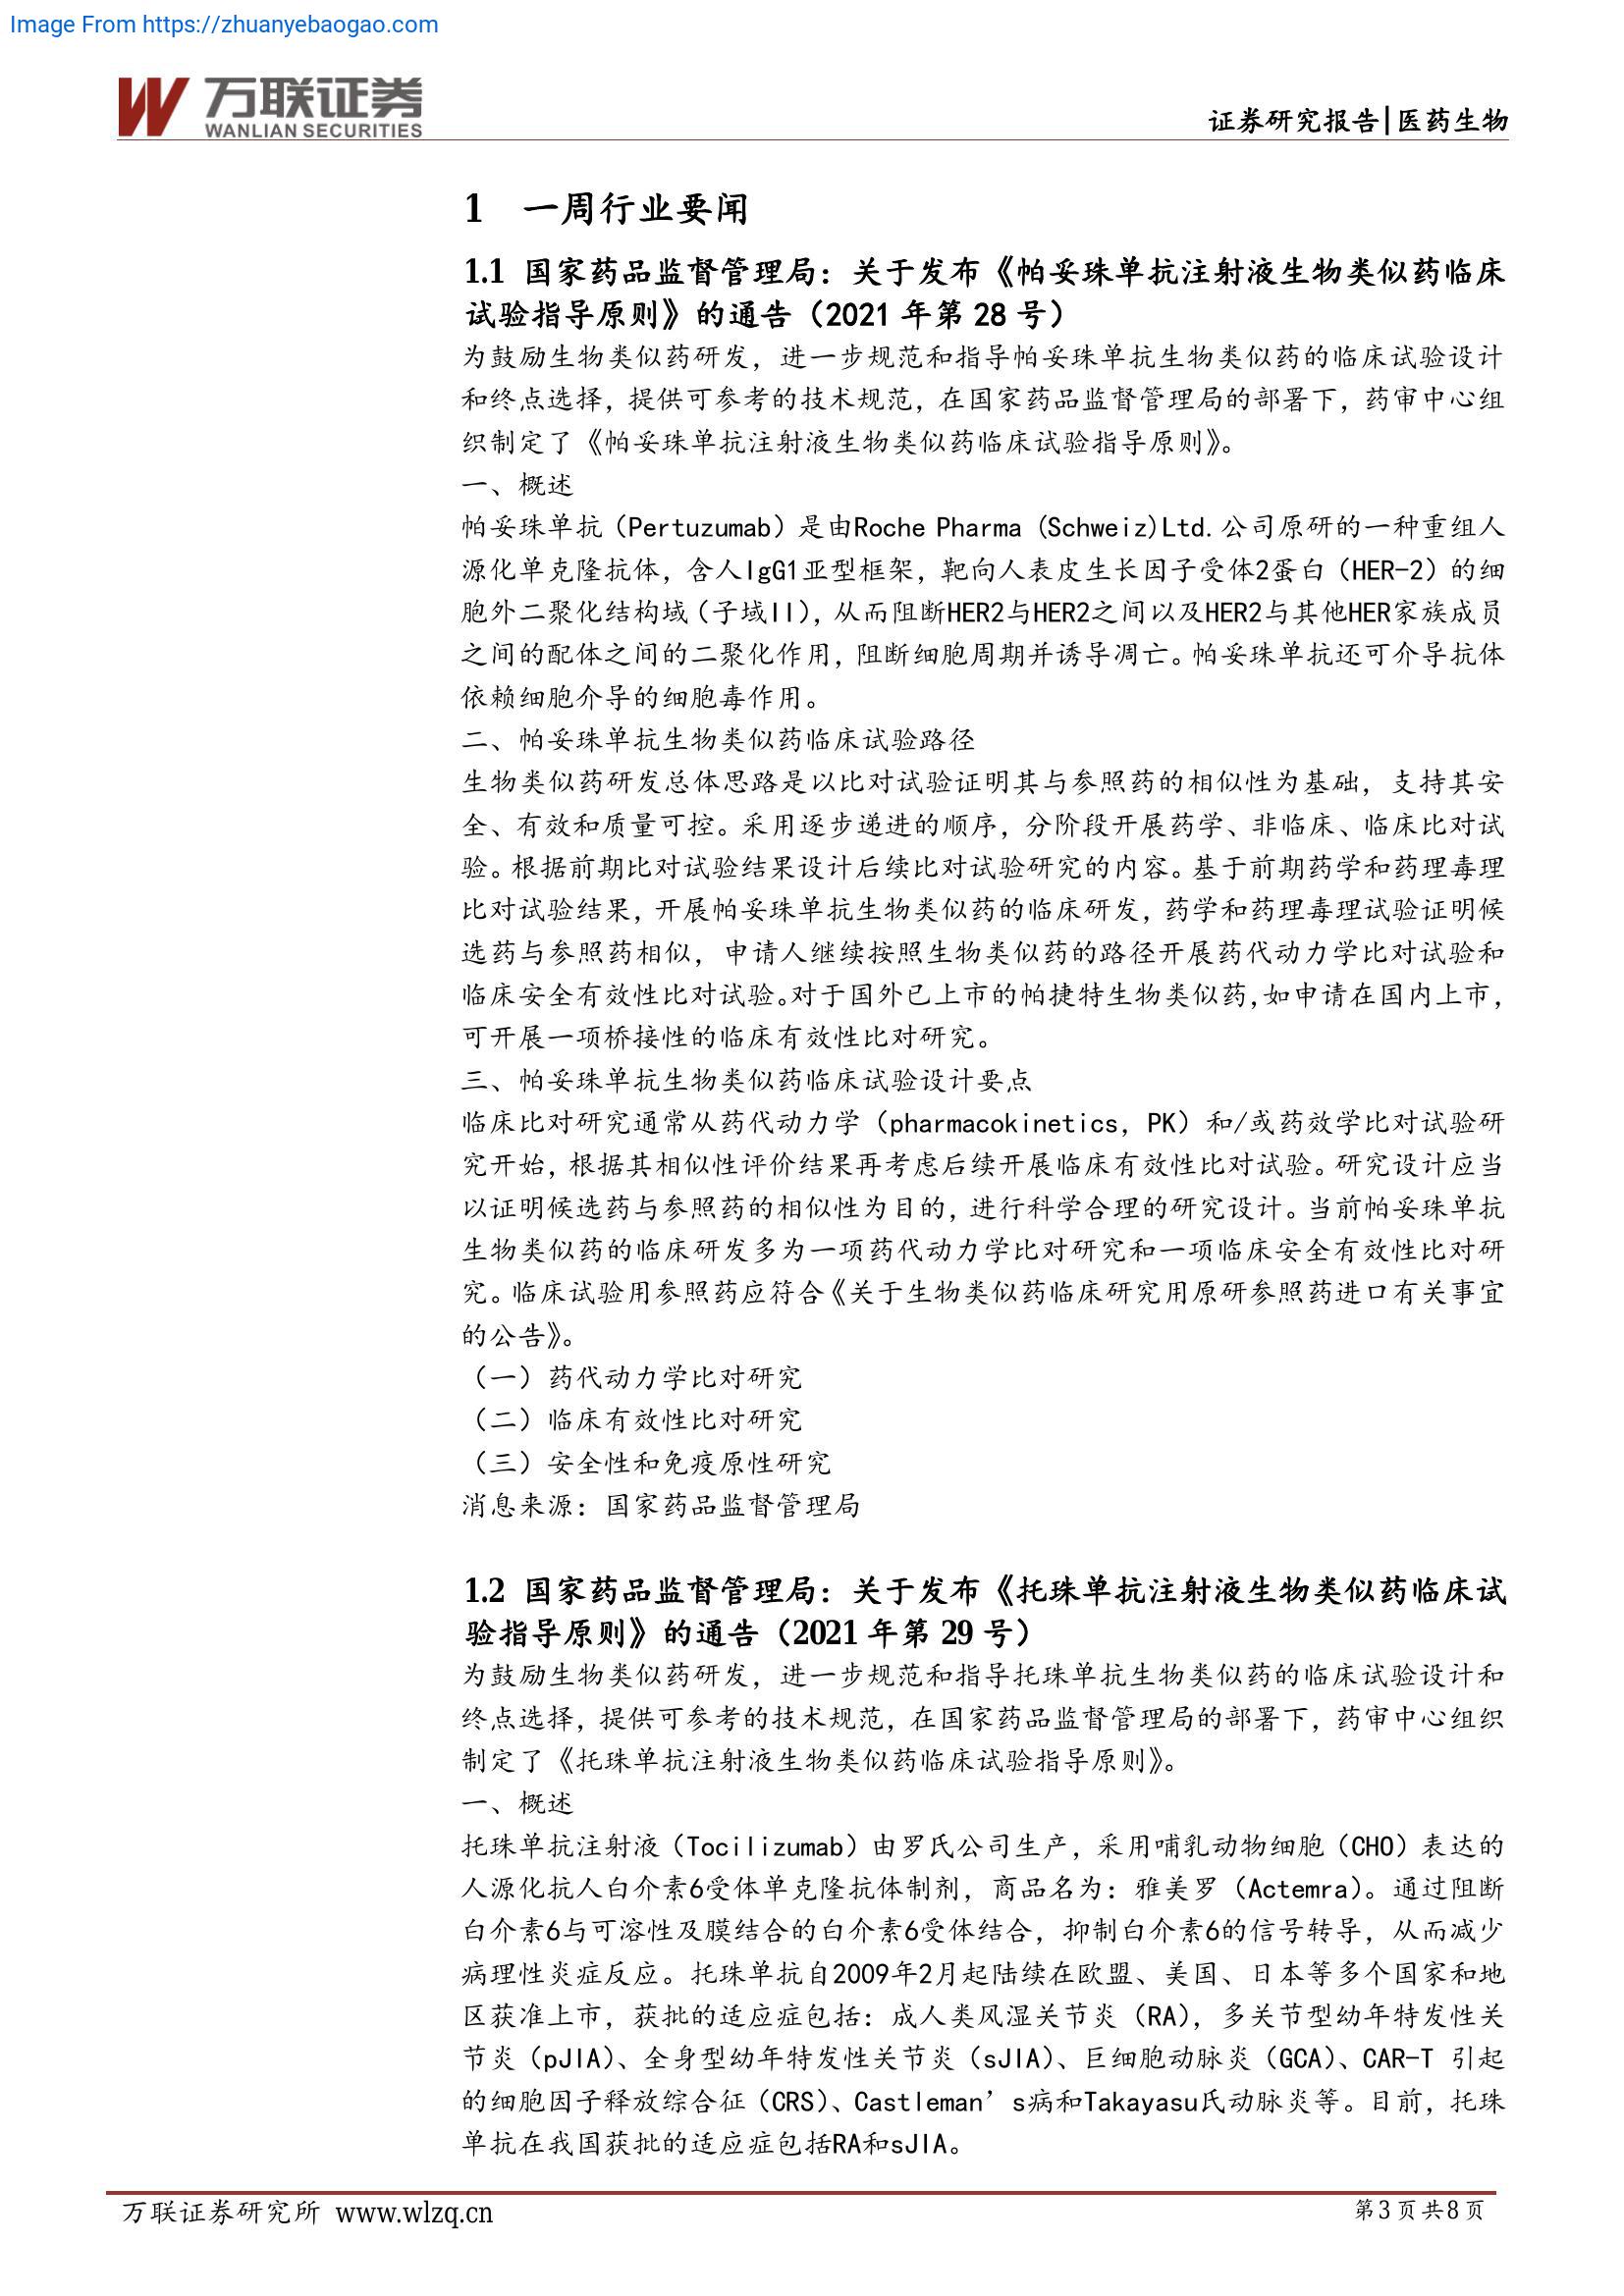 Image From https://zhuanyebaogao.com
万联证券
WANLIAN SECURITIES
证券研究报告|医药生物
1 一周行业要闻
1.1 国家药品监督管理局：关于发布《帕妥珠单抗注射液生物类似药临床
试验指导原则》的通告（2021 年第 28 号）
为鼓励生物类似药研发，进一步规范和指导帕妥珠单抗生物类似药的临床试验设计
和终点选择，提供可参考的技术规范，在国家药品监督管理局的部署下，药审中心组
织制定了《帕妥珠单抗注射液生物类似药临床试验指导原则》。
一、概述
帕妥珠单抗（Pertuzumab）是由Roche Pharma (Schweiz)Ltd.公司原研的一种重组人
源化单克隆抗体，含人IgG1亚型框架，靶向人表皮生长因子受体2蛋白（HER-2）的细
胞外二聚化结构域（子域II），从而阻断HER2与HER2之间以及HER2与其他HER家族成员
之间的配体之间的二聚化作用，阻断细胞周期并诱导凋亡。帕妥珠单抗还可介导抗体
依赖细胞介导的细胞毒作用。
二、帕妥珠单抗生物类似药临床试验路径
生物类似药研发总体思路是以比对试验证明其与参照药的相似性为基础，支持其安
全、有效和质量可控。采用逐步递进的顺序，分阶段开展药学、非临床、临床比对试
验。根据前期比对试验结果设计后续比对试验研究的内容。基于前期药学和药理毒理
比对试验结果，开展帕妥珠单抗生物类似药的临床研发，药学和药理毒理试验证明候
选药与参照药相似，申请人继续按照生物类似药的路径开展药代动力学比对试验和
临床安全有效性比对试验。对于国外已上市的帕捷特生物类似药，如申请在国内上市，
可开展一项桥接性的临床有效性比对研究。
三、帕妥珠单抗生物类似药临床试验设计要点
临床比对研究通常从药代动力学（pharmacokinetics，PK）和/或药效学比对试验研
究开始，根据其相似性评价结果再考虑后续开展临床有效性比对试验。研究设计应当
以证明候选药与参照药的相似性为目的，进行科学合理的研究设计。当前帕妥珠单抗
生物类似药的临床研发多为一项药代动力学比对研究和一项临床安全有效性比对研
究。临床试验用参照药应符合《关于生物类似药临床研究用原研参照药进口有关事宜
的公告》。
（一）药代动力学比对研究
（二）临床有效性比对研究
（三）安全性和免疫原性研究
消息来源：国家药品监督管理局
1.2 国家药品监督管理局：关于发布《托珠单抗注射液生物类似药临床试
验指导原则》的通告（2021 年第 29 号）
为鼓励生物类似药研发，进一步规范和指导托珠单抗生物类似药的临床试验设计和
终点选择，提供可参考的技术规范，在国家药品监督管理局的部署下，药审中心组织
制定了《托珠单抗注射液生物类似药临床试验指导原则》。
一、概述
托珠单抗注射液（Tocilizumab）由罗氏公司生产，采用哺乳动物细胞（CHO）表达的
人源化抗人白介素6受体单克隆抗体制剂，商品名为：雅美罗（Actemra）。通过阻断
白介素6与可溶性及膜结合的白介素6受体结合，抑制白介素6的信号转导，从而减少
病理性炎症反应。托珠单抗自2009年2月起陆续在欧盟、美国、日本等多个国家和地
区获准上市，获批的适应症包括：成人类风湿关节炎（RA），多关节型幼年特发性关
节炎（pJIA）、全身型幼年特发性关节炎（sJIA）、巨细胞动脉炎（GCA）、CAR-T 引起
的细胞因子释放综合征（CRS）、Castleman’s病和Takayasu氏动脉炎等。目前，托珠
单抗在我国获批的适应症包括RA和sJIA。
万联证券研究所 www.wlzq.cn
第 3 页 共 8 页